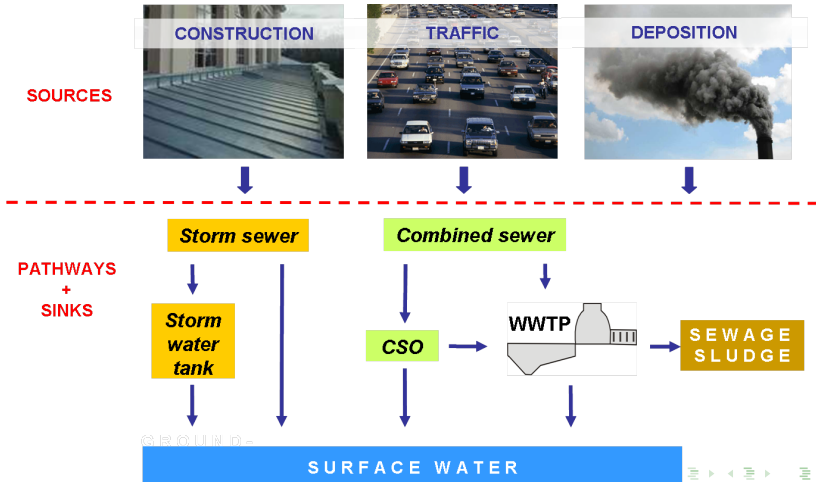 CONSTRUCTION
TRAFFIC
DEPOSITION
SOURCES
Storm sewer
Combined sewer
PATHWAYS
+
SINKS
Storm
water
tank
CSO
WWTP
SEWAGE
SLUDGE
GROUND-
SURFACE WATER